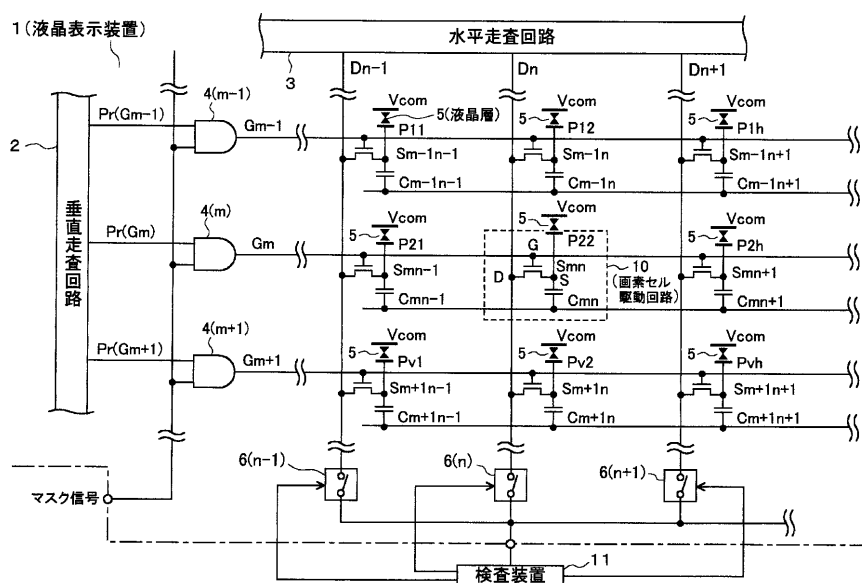 1(液晶表示装置)
水平走査回路
3
Dn-1 Dn Dn+1
Vcom Vcom Vcom
4(m-1)
Pr(Gm-1) Gm-1
2
5(液晶層) 5 5
P11 P12 P1h
Sm-1n-1 Sm-1n Sm-1n+1
Cm-1n-1 Cm-1n Cm-1n+1
垂直走査回路
4(m)
Pr(Gm) Gm
Vcom Vcom Vcom
5 5 5
P21 P22 P2h
G
10
(画素セル
駆動回路)
Smn-1 D Smn S Smn+1
Cmn-1 Cmn Cmn+1
4(m+1)
Pr(Gm+1) Gm+1
Vcom Vcom Vcom
5 5 5
Pv1 Pv2 Pvh
Sm+1n-1 Sm+1n Sm+1n+1
Cm+1n-1 Cm+1n Cm+1n+1
6(n-1) 6(n) 6(n+1)
マスク信号
検査装置
11